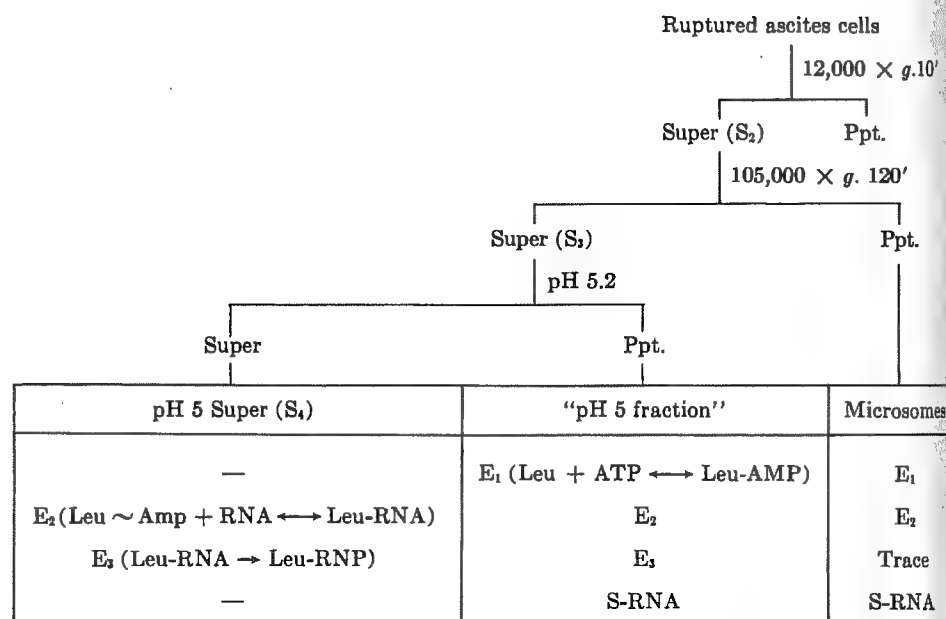 Ruptured ascites cells
12,000 × g.10′
Super (S₂) Ppt.
105,000 × g. 120′
Super (S₃) Ppt.
pH 5.2
Super Ppt.
pH 5 Super (S₄) "pH 5 fraction" Microsomes
— E₁ (Leu + ATP ⟷ Leu-AMP) E₁
E₂ (Leu ~ Amp + RNA ⟷ Leu-RNA) E₂ E₂
E₃ (Leu-RNA → Leu-RNP) E₃ Trace
— S-RNA S-RNA